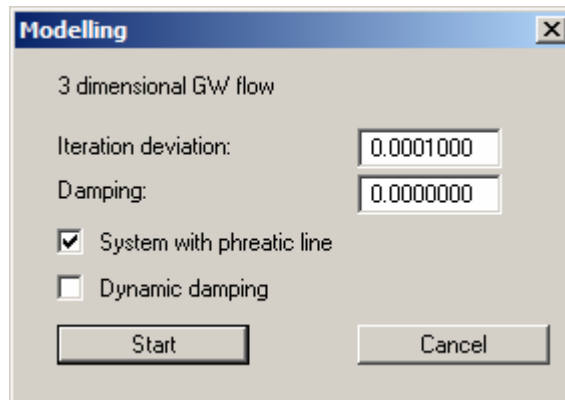 Modelling
3 dimensional GW flow
Iteration deviation: 0.0001000
Damping: 0.0000000
System with phreatic line
Dynamic damping
Start Cancel